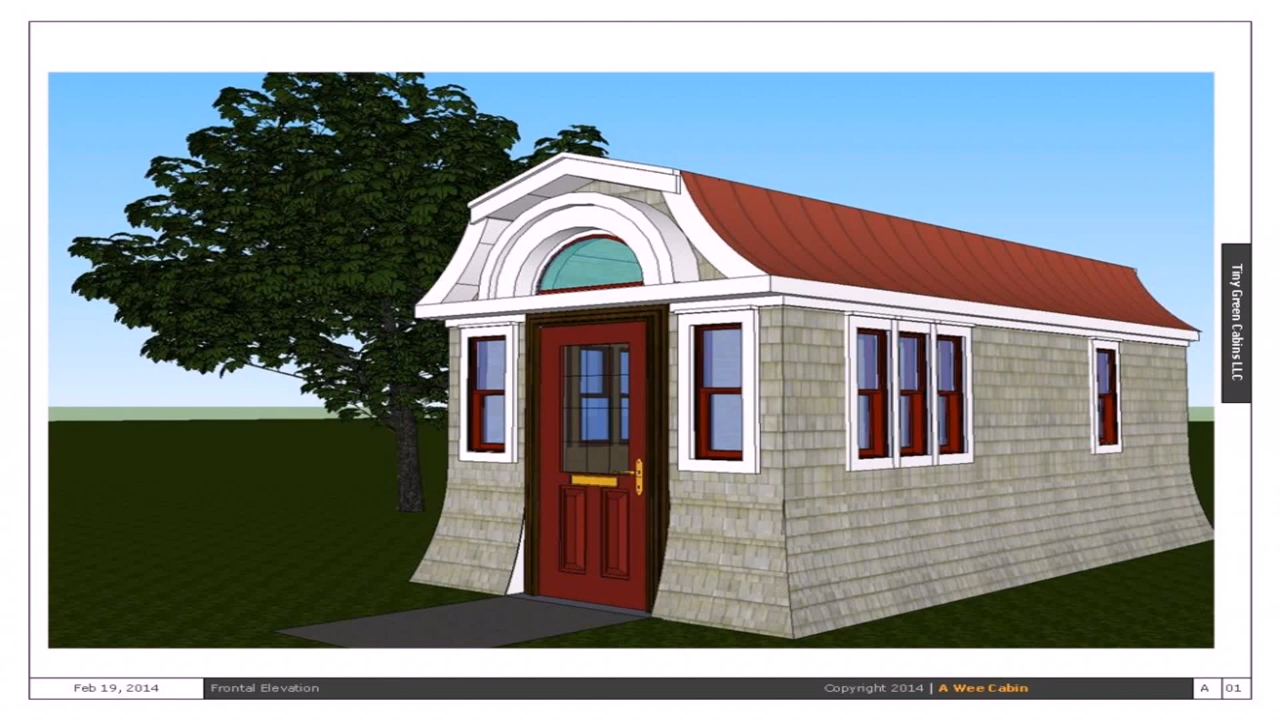 Tiny Green Cabins LLC
Feb 19, 2014
Frontal Elevation
Copyright 2014 | A Wee Cabin
A
01